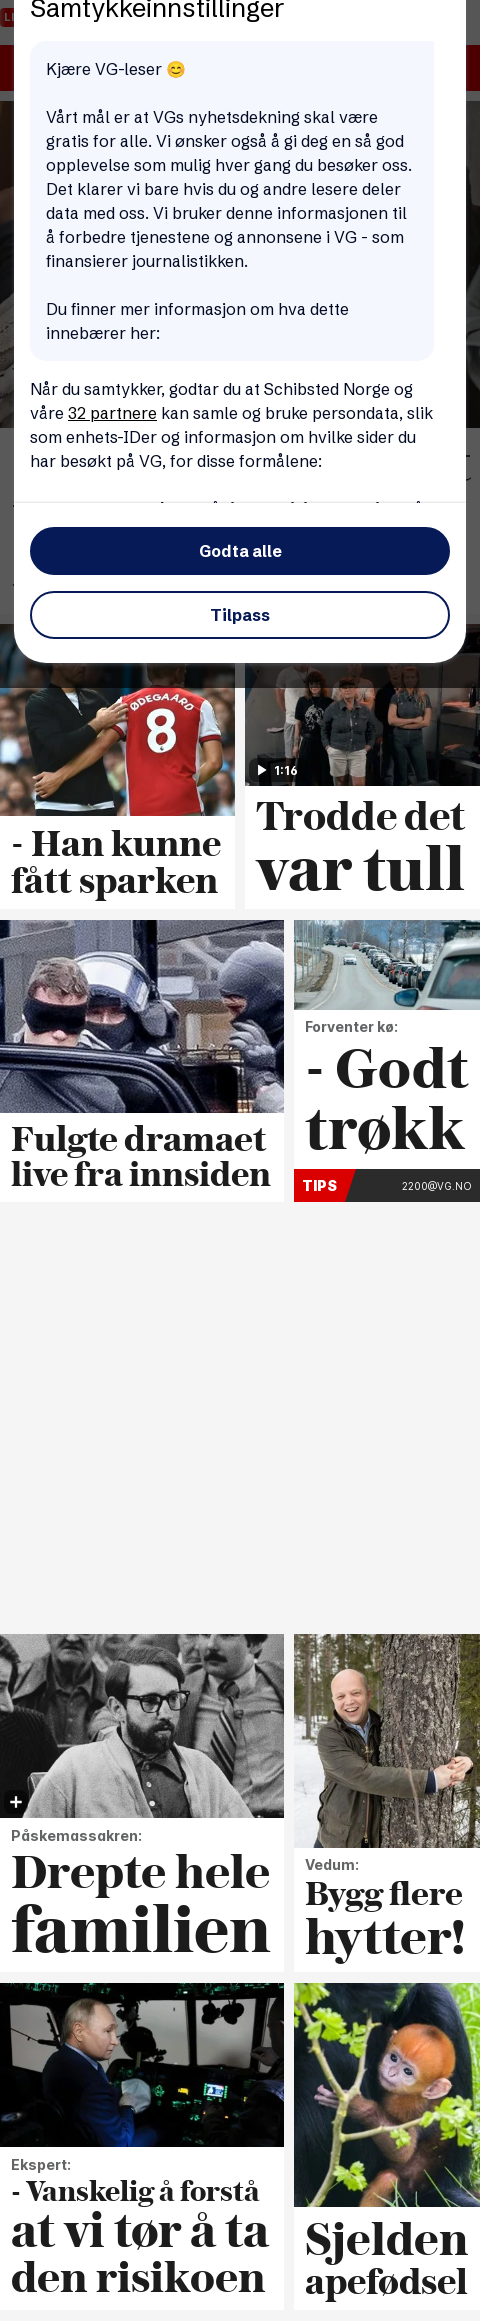 Samtykkeinnstillinger
Kjære VG-leser 😊
Vårt mål er at VGs nyhetsdekning skal være
gratis for alle. Vi ønsker også å gi deg en så god
opplevelse som mulig hver gang du besøker oss.
Det klarer vi bare hvis du og andre lesere deler
data med oss. Vi bruker denne informasjonen til
å forbedre tjenestene og annonsene i VG - som
finansierer journalistikken.
Du finner mer informasjon om hva dette
innebærer her:
Når du samtykker, godtar du at Schibsted Norge og
våre 32 partnere kan samle og bruke persondata, slik
som enhets-IDer og informasjon om hvilke sider du
har besøkt på VG, for disse formålene:
Godta alle
Tilpass
ØDEGAARD
8
1:16
- Han kunne
fått sparken
Trodde det
var tull
Fulgte dramaet
live fra innsiden
Forventer kø:
- Godt
trøkk
TIPS
2200@VG.NO
Påskemassakren:
Drepte hele
familien
Vedum:
Bygg flere
hytter!
Ekspert:
- Vanskelig å forstå
at vi tør å ta
den risikoen
Sjelden
apefødsel